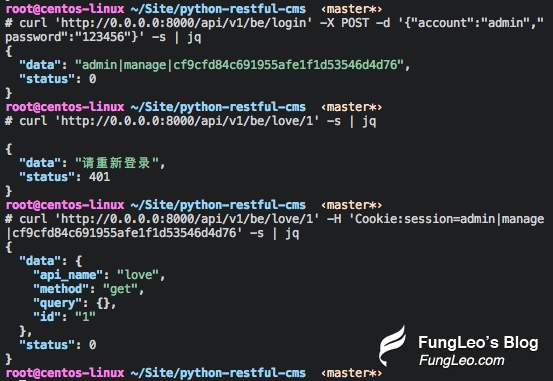 root@centos-linux ~/Site/python-restful-cms ‹master*›
# curl 'http://0.0.0.0:8000/api/v1/be/login' -X POST -d '{"account":"admin","
password":"123456"}' -s | jq
{
"data": "admin|manage|cf9cfd84c691955afe1f1d53546d4d76",
"status": 0
}
root@centos-linux ~/Site/python-restful-cms ‹master*›
# curl 'http://0.0.0.0:8000/api/v1/be/love/1' -s | jq
{
"data": "请重新登录",
"status": 401
}
root@centos-linux ~/Site/python-restful-cms ‹master*›
# curl 'http://0.0.0.0:8000/api/v1/be/love/1' -H 'Cookie:session=admin|manage
|cf9cfd84c691955afe1f1d53546d4d76' -s | jq
{
"data": {
"api_name": "love",
"method": "get",
"query": {},
"id": "1"
},
"status": 0
}
root@centos-linux ~/Site/python-restful-cms ‹master*›
FungLeo's Blog
FungLeo.com